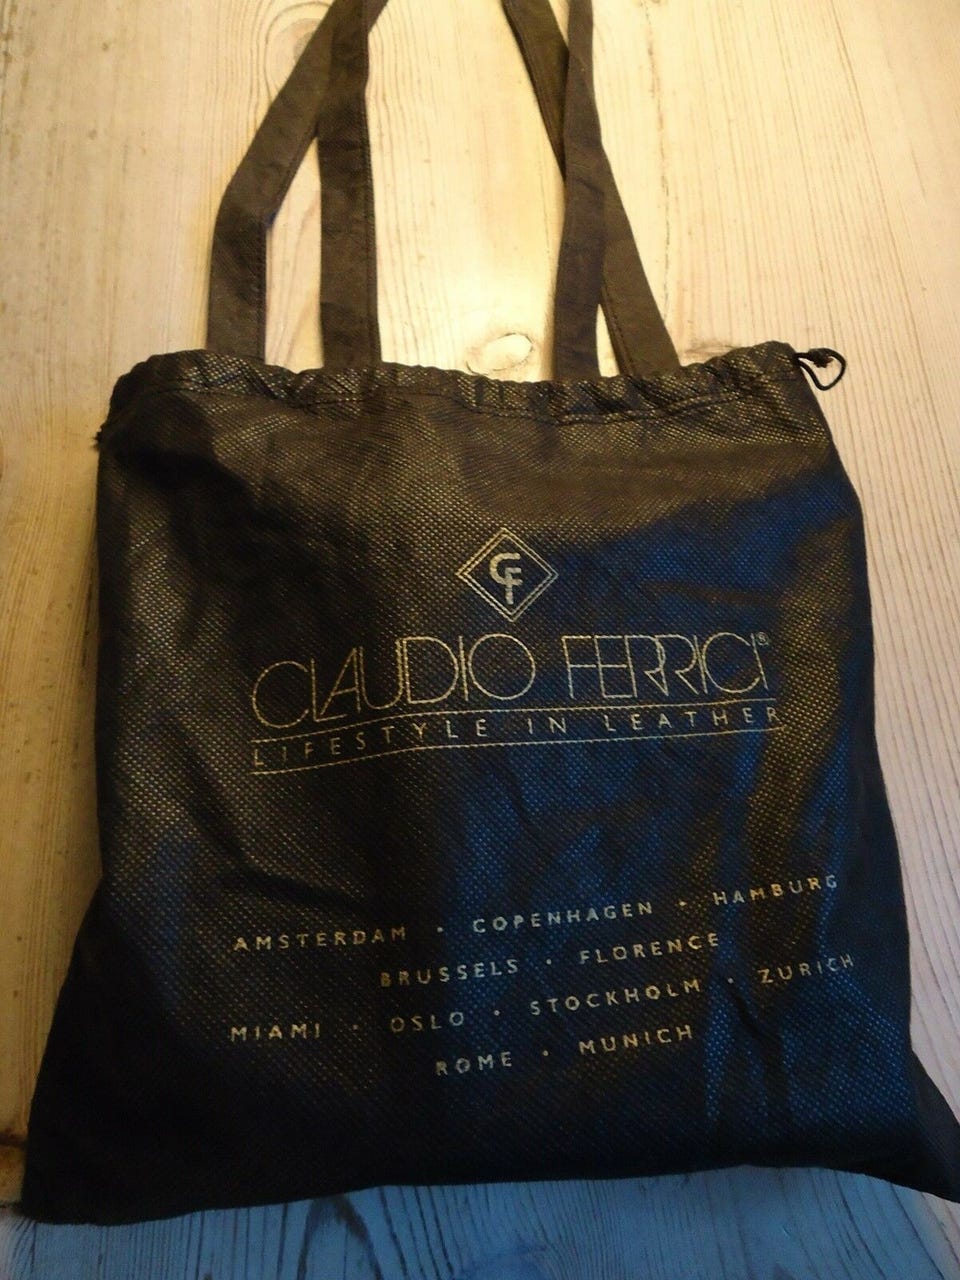 CF
CLAUDIO FERRICI®
LIFESTYLE IN LEATHER
AMSTERDAM • COPENHAGEN • HAMBURG
BRUSSELS • FLORENCE
MIAMI • OSLO • STOCKHOLM • ZURICH
ROME • MUNICH